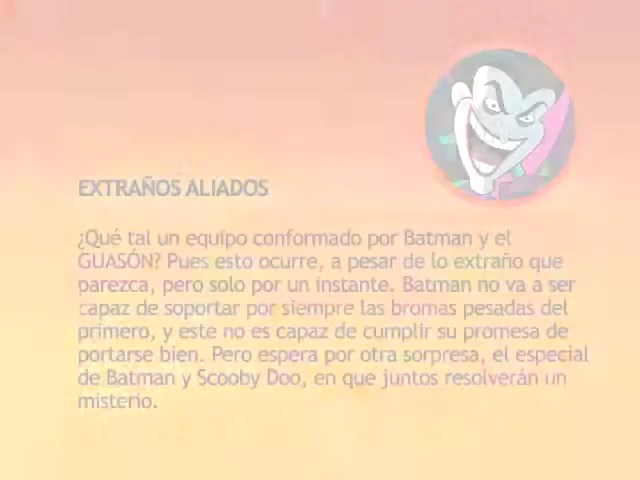 EXTRAÑOS ALIADOS
¿Qué tal un equipo conformado por Batman y el
GUASÓN? Pues esto ocurre, a pesar de lo extraño que
parezca, pero solo por un instante. Batman no va a ser
capaz de soportar por siempre las bromas pesadas del
primero, y este no es capaz de cumplir su promesa de
portarse bien. Pero espera por otra sorpresa, el especial
de Batman y Scooby Doo, en que juntos resolverán un
misterio.